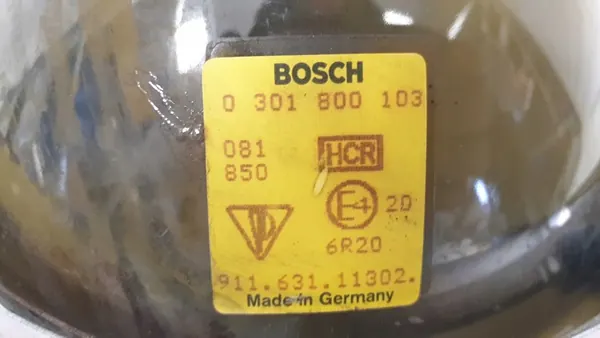 BOSCH
0 301 800 103
081
850
HCR
E4 20
6R20
911.631.11302.
Made in Germany